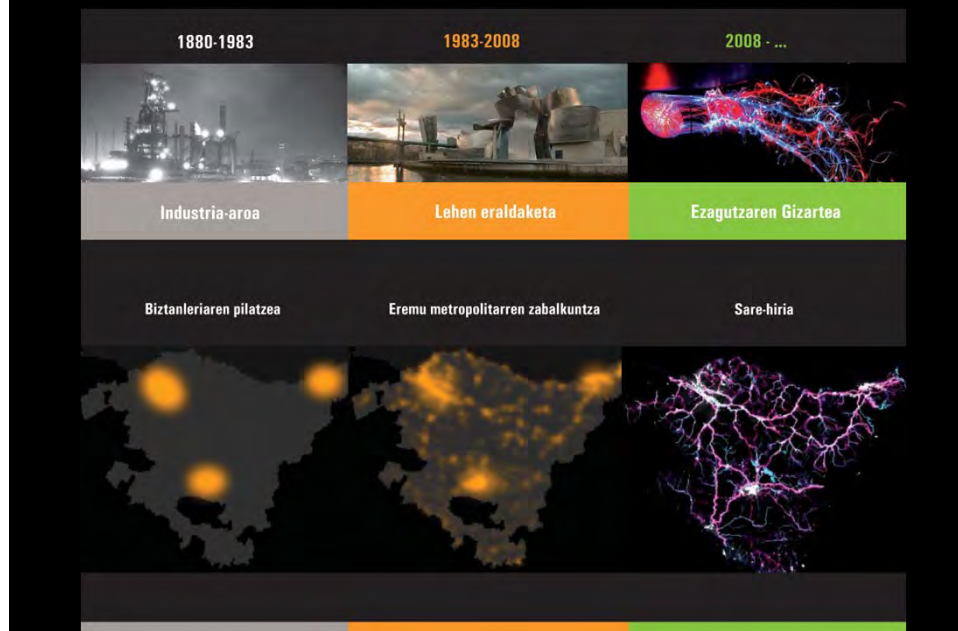 1880-1983
1983-2008
2008 - ...
Industria-aroa
Lehen eraldaketa
Ezagutzaren Gizartea
Biztanleriaren pilatzea
Eremu metropolitarren zabalkuntza
Sare-hiria